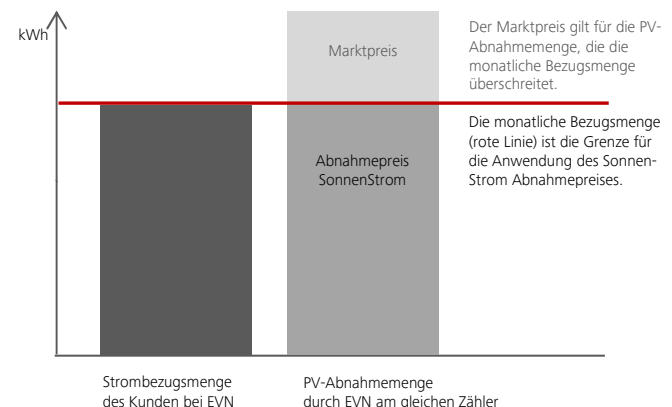 kWh
Marktpreis
Der Marktpreis gilt für die PV-
Abnahmemenge, die die
monatliche Bezugsmenge
überschreitet.
Die monatliche Bezugsmenge
(rote Linie) ist die Grenze für
die Anwendung des Sonnen-
Strom Abnahmepreises.
Abnahmepreis
SonnenStrom
Strombezugsmenge
des Kunden bei EVN
PV-Abnahmemenge
durch EVN am gleichen Zähler